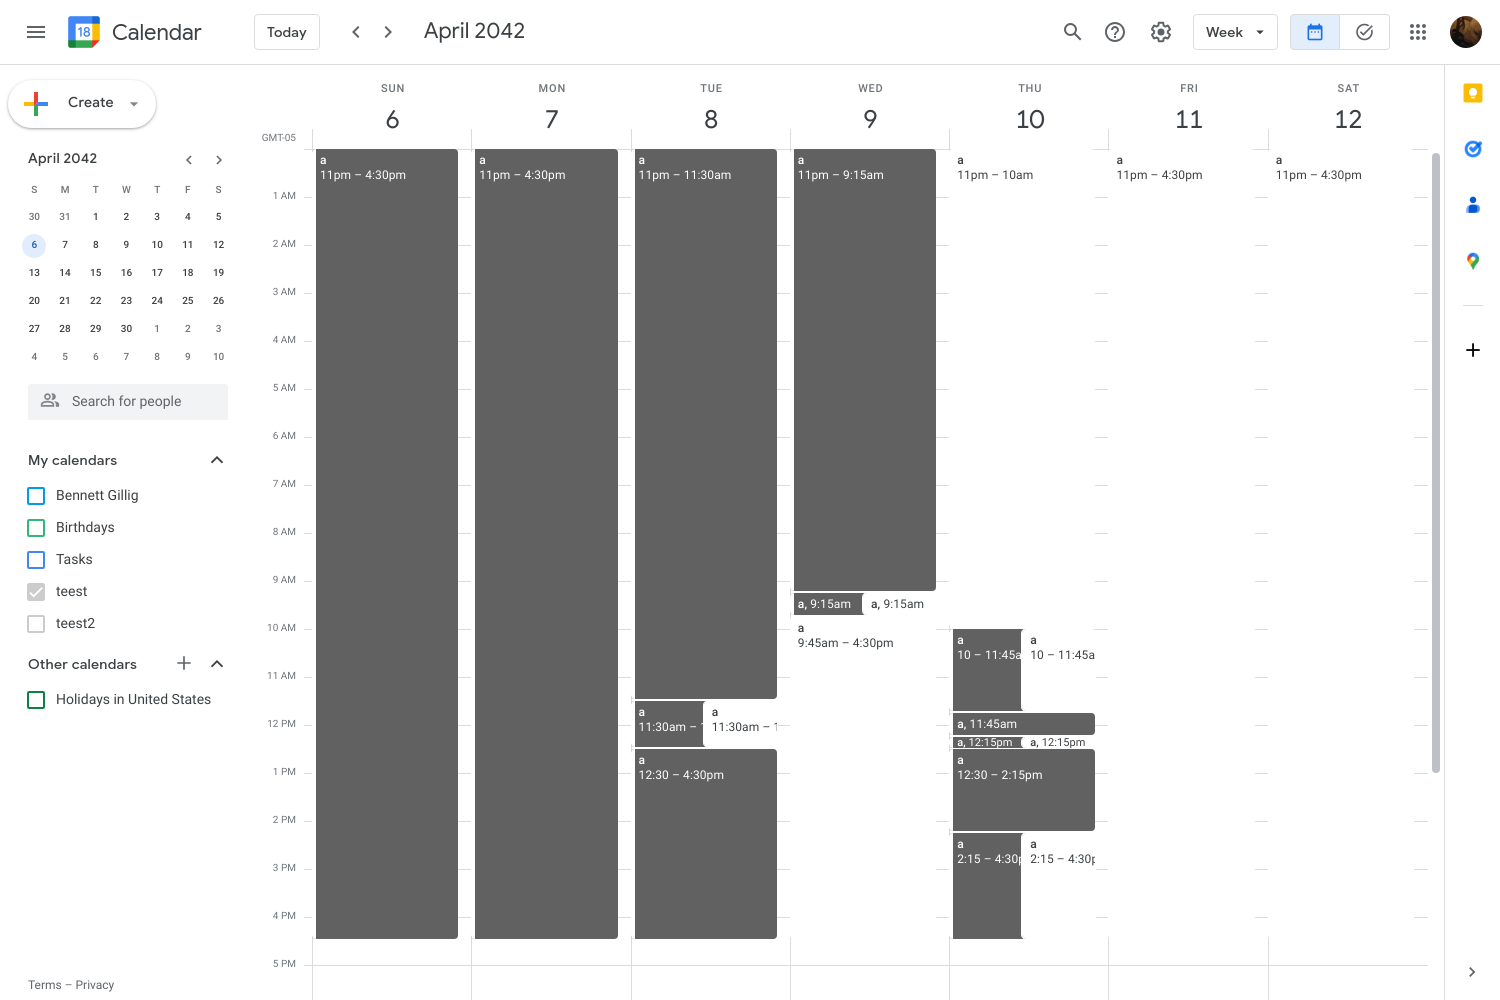 18 Calendar
Today
April 2042
Week
Create
April 2042
S M T W T F S
30 31 1 2 3 4 5
6 7 8 9 10 11 12
13 14 15 16 17 18 19
20 21 22 23 24 25 26
27 28 29 30 1 2 3
4 5 6 7 8 9 10
Search for people
My calendars
Bennett Gillig
Birthdays
Tasks
teest
teest2
Other calendars
Holidays in United States
Terms – Privacy
SUN MON TUE WED THU FRI SAT
6 7 8 9 10 11 12
GMT-05
1 AM
2 AM
3 AM
4 AM
5 AM
6 AM
7 AM
8 AM
9 AM
10 AM
11 AM
12 PM
1 PM
2 PM
3 PM
4 PM
5 PM
a
11pm – 4:30pm
a
11pm – 4:30pm
a
11pm – 11:30am
a
11:30am –
a
11:30am – 1
a
12:30 – 4:30pm
a
11pm – 9:15am
a, 9:15am
a, 9:15am
a
9:45am – 4:30pm
a
11pm – 10am
a
10 – 11:45a
a
10 – 11:45a
a, 11:45am
a, 12:15pm
a, 12:15pm
a
12:30 – 2:15pm
a
2:15 – 4:30p
a
2:15 – 4:30p
a
11pm – 4:30pm
a
11pm – 4:30pm